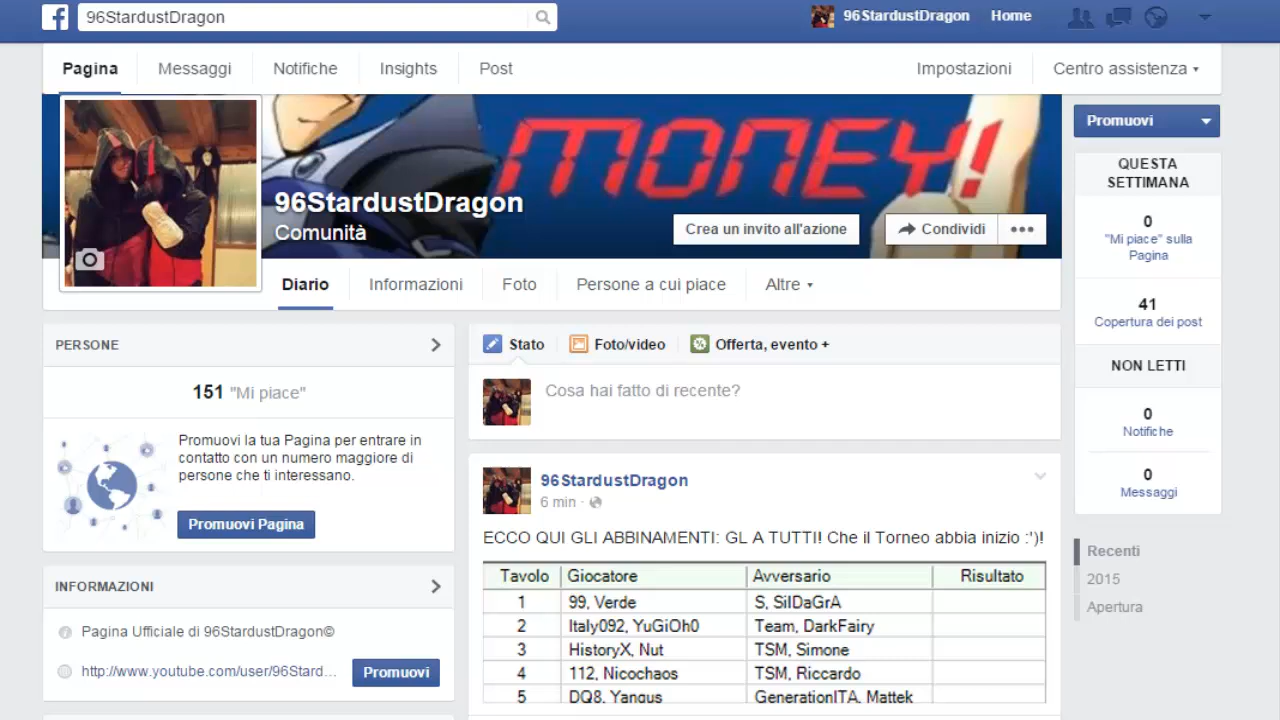 96StardustDragon
96StardustDragon Home
Pagina Messaggi Notifiche Insights Post Impostazioni Centro assistenza
MONEY!
96StardustDragon
Comunità
Crea un invito all'azione Condividi
Promuovi
Diario Informazioni Foto Persone a cui piace Altre
QUESTA
SETTIMANA
0
"Mi piace" sulla
Pagina
41
Copertura dei post
NON LETTI
0
Notifiche
0
Messaggi
Recenti
2015
Apertura
PERSONE
151 "Mi piace"
Promuovi la tua Pagina per entrare in
contatto con un numero maggiore di
persone che ti interessano.
Promuovi Pagina
INFORMAZIONI
Pagina Ufficiale di 96StardustDragon©
http://www.youtube.com/user/96Stard...
Promuovi
Stato Foto/video Offerta, evento +
Cosa hai fatto di recente?
96StardustDragon
6 min ·
ECCO QUI GLI ABBINAMENTI: GL A TUTTI! Che il Torneo abbia inizio :')!
Tavolo Giocatore Avversario Risultato
1 99, Verde S, SilDaGrA
2 Italy092, YuGiOh0 Team, DarkFairy
3 HistoryX, Nut TSM, Simone
4 112, Nicochaos TSM, Riccardo
5 DQ8, Yangus GenerationITA, Mattek